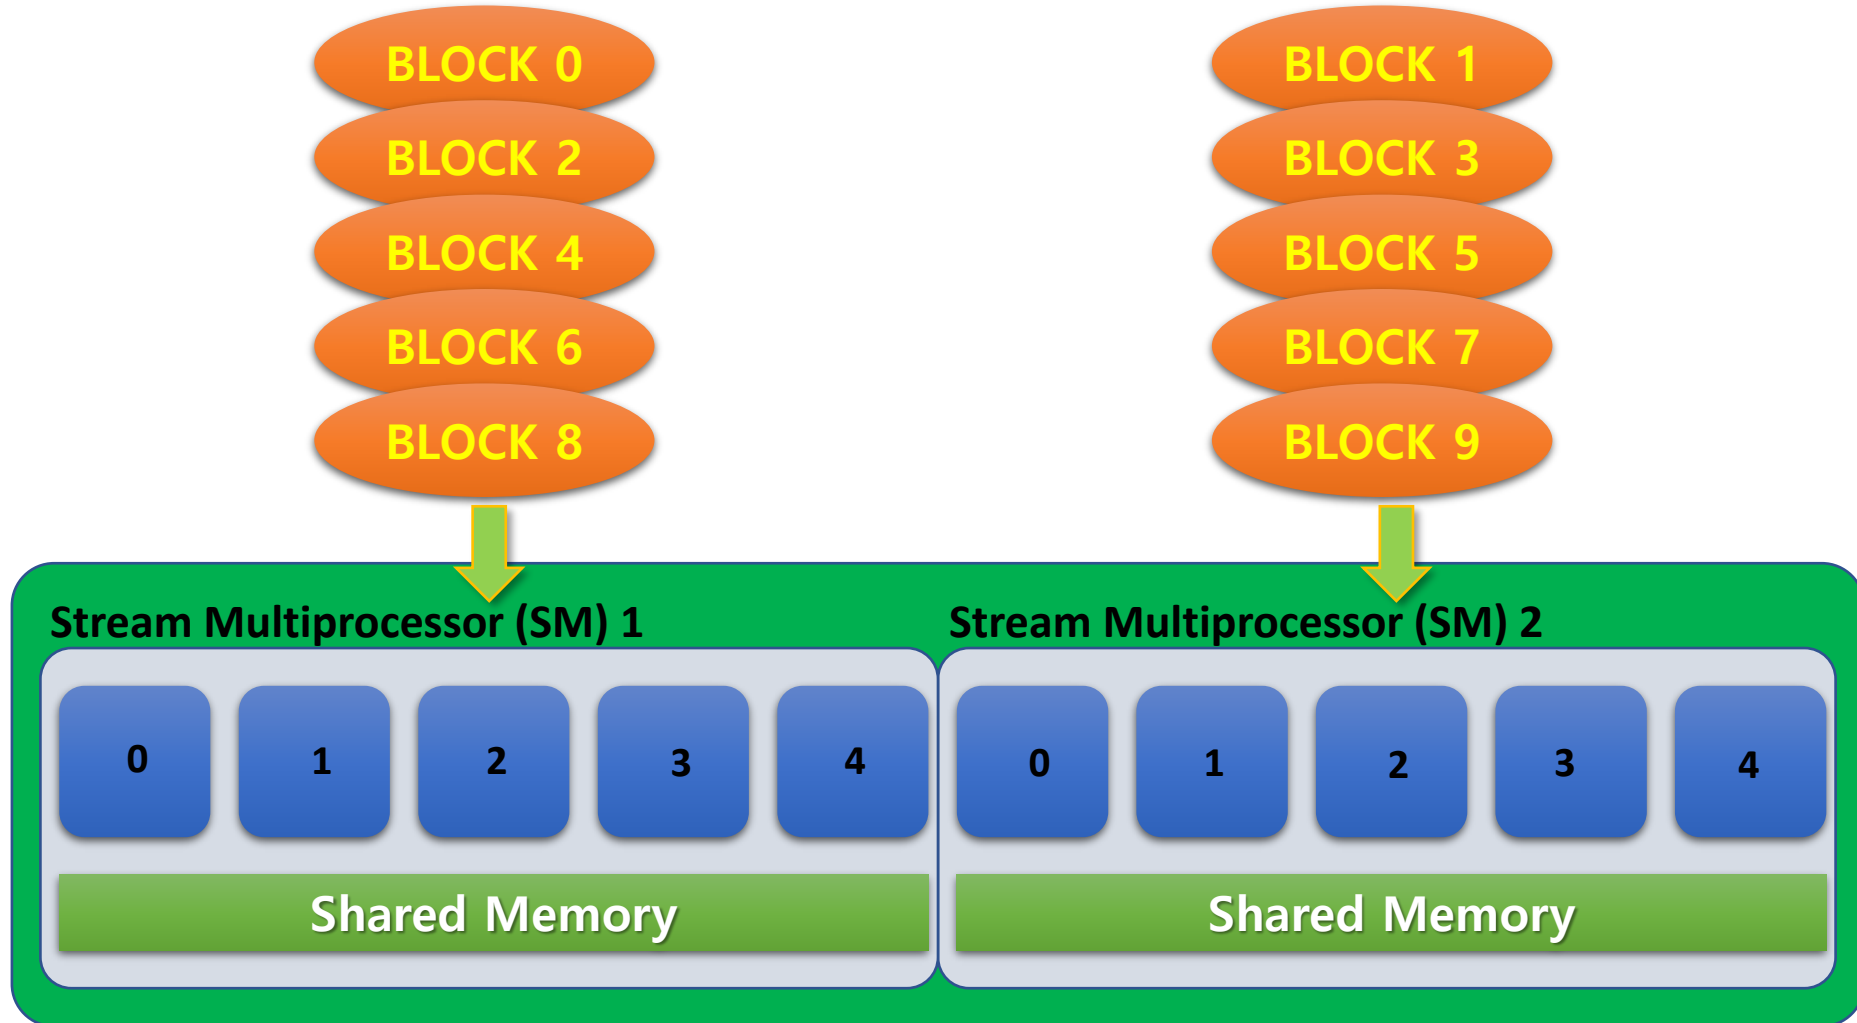 BLOCK 0
BLOCK 2
BLOCK 4
BLOCK 6
BLOCK 8
BLOCK 1
BLOCK 3
BLOCK 5
BLOCK 7
BLOCK 9
Stream Multiprocessor (SM) 1
0 1 2 3 4
Shared Memory
Stream Multiprocessor (SM) 2
0 1 2 3 4
Shared Memory